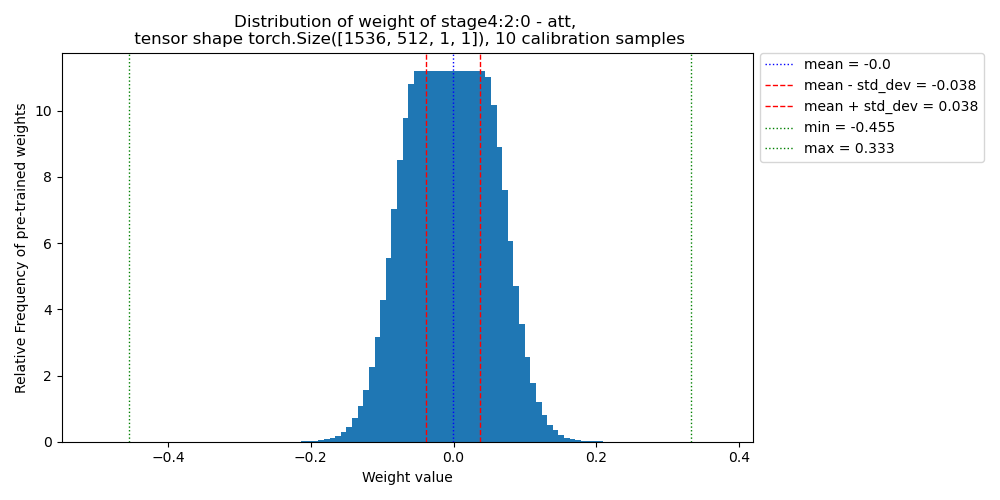 Distribution of weight of stage4:2:0 - att,
tensor shape torch.Size([1536, 512, 1, 1]), 10 calibration samples
mean = -0.0
mean - std_dev = -0.038
mean + std_dev = 0.038
min = -0.455
max = 0.333
Relative Frequency of pre-trained weights
10
8
6
4
2
0
−0.4
−0.2
0.0
0.2
0.4
Weight value